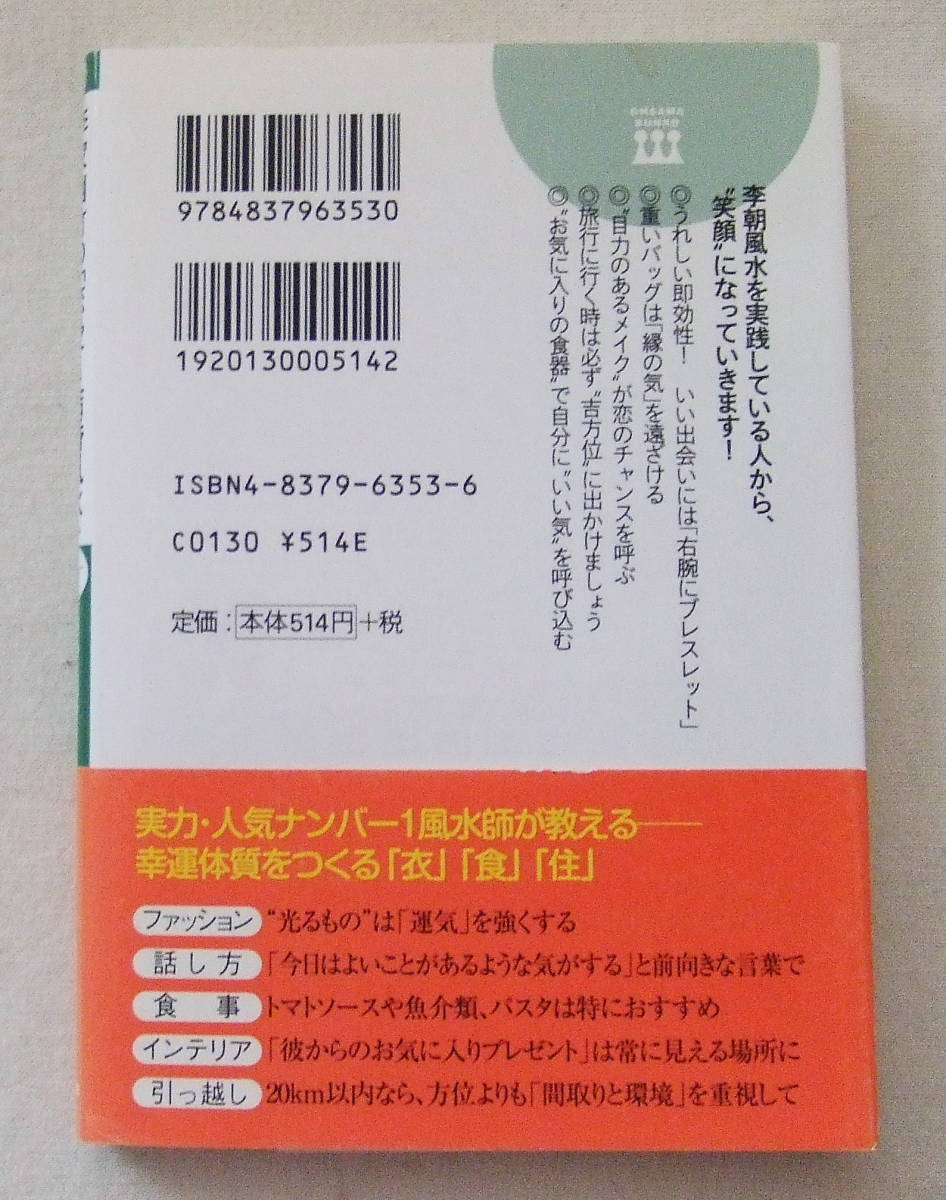 李朝風水を実践している人から、
“笑顔”になっていきます！
◎うれしい即効性！　いい出会いには「右腕にブレスレット」
◎重いバッグは「縁の気」を遠ざける
◎“目力のあるメイク”が恋のチャンスを呼ぶ
◎旅行に行く時は必ず“吉方位”に出かけましょう
◎“お気に入りの食器”で自分に“いい気”を呼び込む
9784837963530
1920130005142
ISBN4-8379-6353-6
C0130 ¥514E
定価：本体514円+税
実力・人気ナンバー1風水師が教える――
幸運体質をつくる「衣」「食」「住」
ファッション “光るもの”は「運気」を強くする
話し方 「今日はよいことがあるような気がする」と前向きな言葉で
食事 トマトソースや魚介類、パスタは特におすすめ
インテリア 「彼からのお気に入りプレゼント」は常に見える場所に
引っ越し 20km以内なら、方位よりも「間取りと環境」を重視して